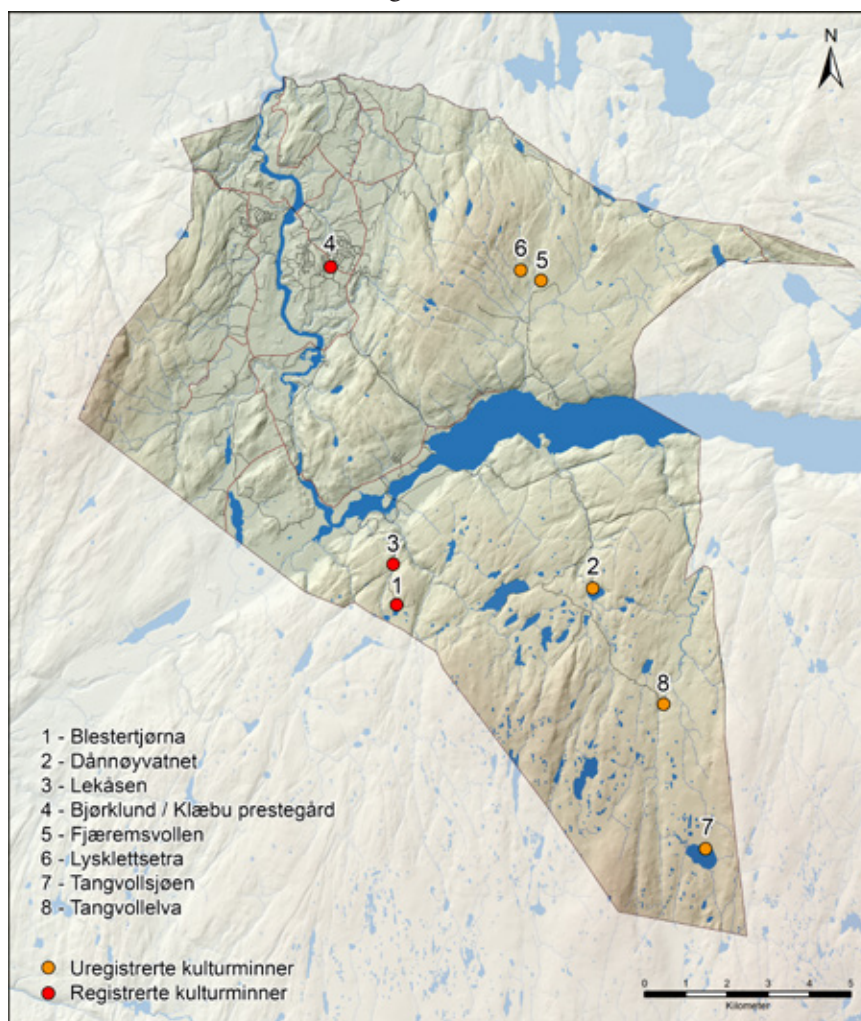 N
4
6
5
3
2
1
8
7
1 - Blestertjørna
2 - Dånnøyvatnet
3 - Lekåsen
4 - Bjørklund / Klæbu prestegård
5 - Fjæremsvollen
6 - Lysklettsetra
7 - Tangvollsjøen
8 - Tangvollelva
Uregistrerte kulturminner
Registrerte kulturminner
0 1 2 3 4 5
Kilometer